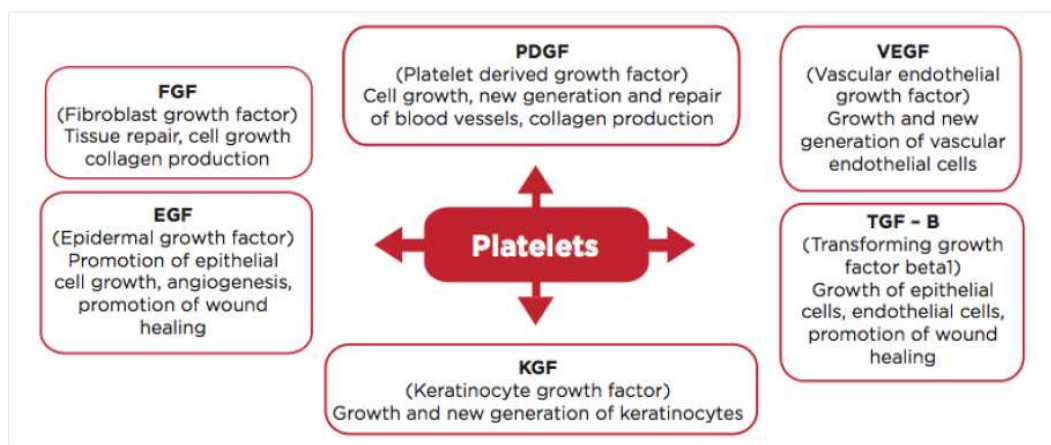 PDGF
(Platelet derived growth factor)
Cell growth, new generation and repair
of blood vessels, collagen production
FGF
(Fibroblast growth factor)
Tissue repair, cell growth
collagen production
VEGF
(Vascular endothelial
growth factor)
Growth and new
generation of vascular
endothelial cells
EGF
(Epidermal growth factor)
Promotion of epithelial
cell growth, angiogenesis,
promotion of wound
healing
Platelets
TGF – B
(Transforming growth
factor beta1)
Growth of epithelial
cells, endothelial cells,
promotion of wound
healing
KGF
(Keratinocyte growth factor)
Growth and new generation of keratinocytes